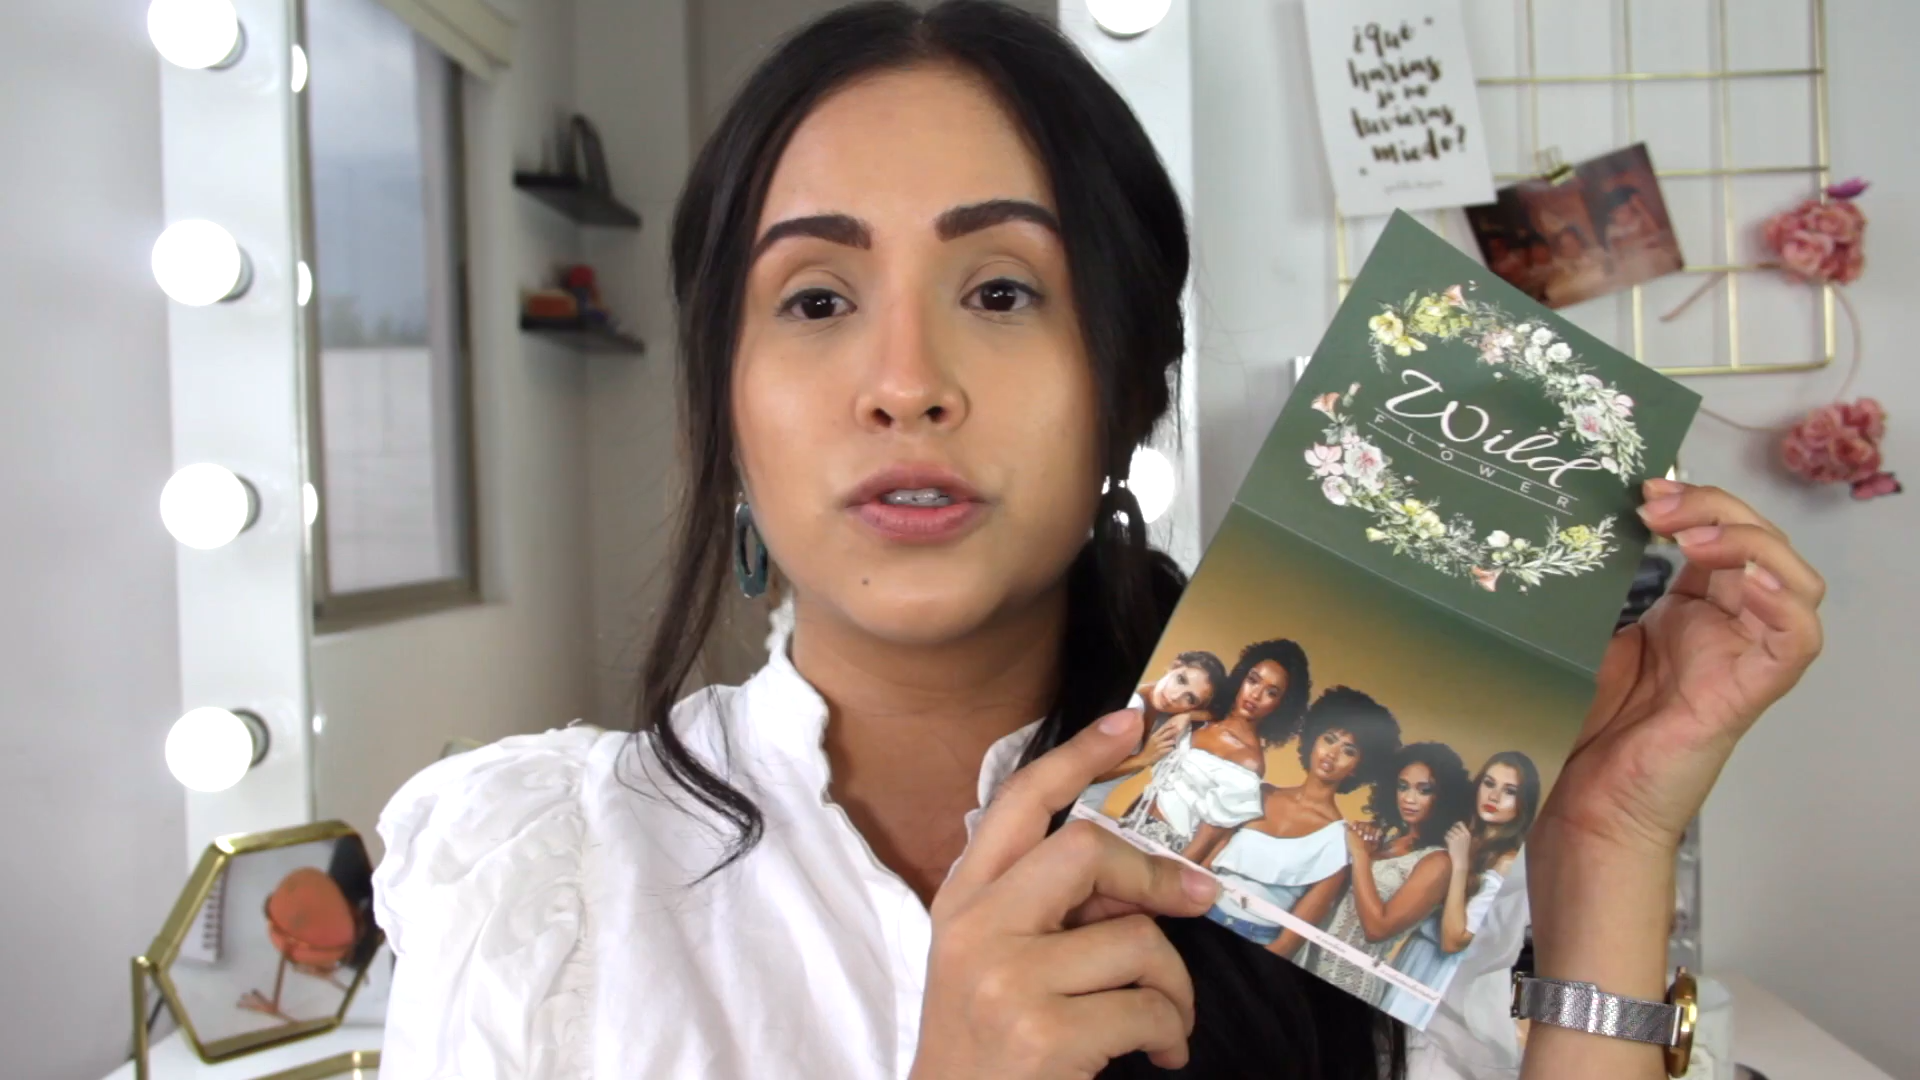 ¿Qué
harías
si no
tuvieras
miedo?
Wild
FLOWER